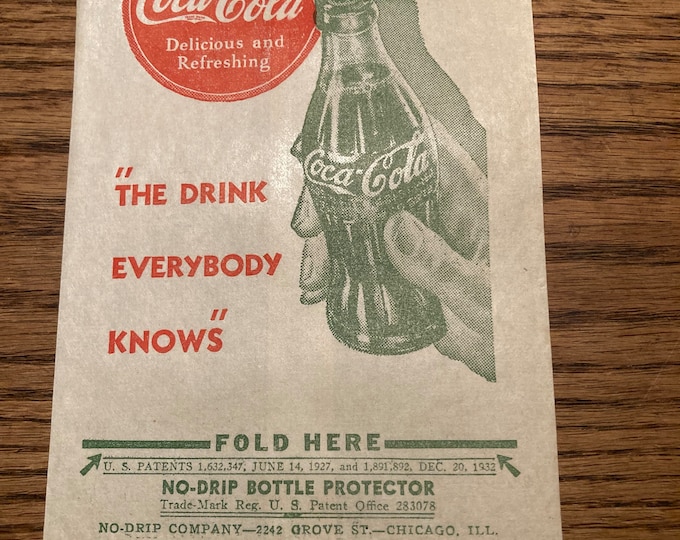 Coca-Cola
Delicious and
Refreshing
Coca-Cola
"THE DRINK
EVERYBODY
KNOWS"
FOLD HERE
U. S. PATENTS 1,632,347, JUNE 14, 1927, and 1,891,892, DEC. 20, 1932
NO-DRIP BOTTLE PROTECTOR
Trade-Mark Reg. U. S. Patent Office 283078
NO-DRIP COMPANY—2242 GROVE ST.—CHICAGO, ILL.